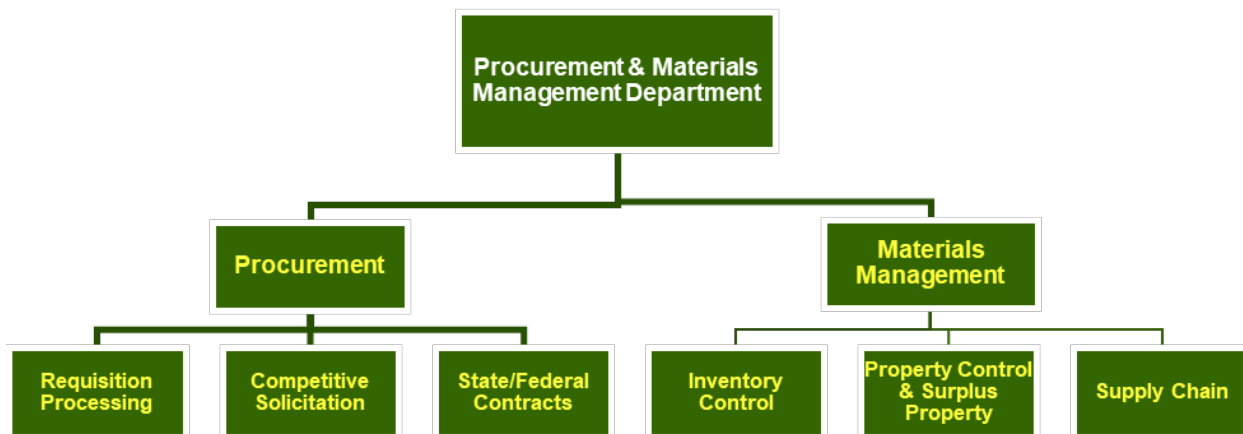 Procurement & Materials
Management Department
Procurement
Materials
Management
Requisition
Processing
Competitive
Solicitation
State/Federal
Contracts
Inventory
Control
Property Control
& Surplus
Property
Supply Chain